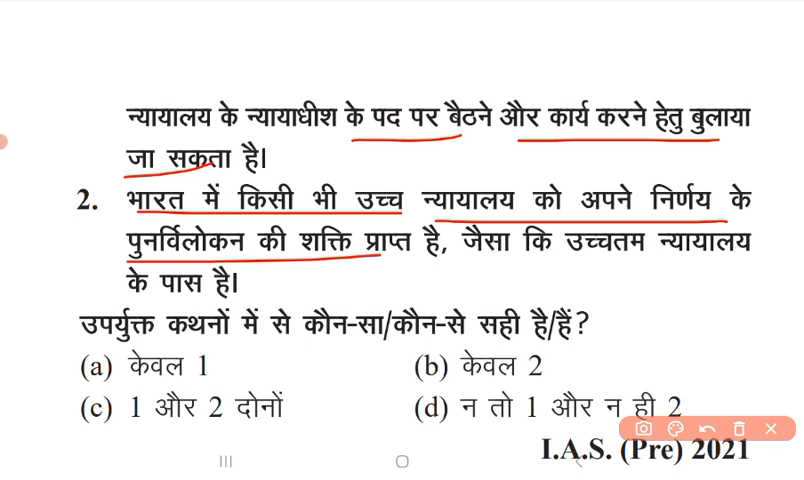 न्यायालय के न्यायाधीश के पद पर बैठने और कार्य करने हेतु बुलाया
जा सकता है।
2. भारत में किसी भी उच्च न्यायालय को अपने निर्णय के
पुनर्विलोकन की शक्ति प्राप्त है, जैसा कि उच्चतम न्यायालय
के पास है।
उपर्युक्त कथनों में से कौन-सा/कौन-से सही है/हैं?
(a) केवल 1 (b) केवल 2
(c) 1 और 2 दोनों (d) न तो 1 और न ही 2
I.A.S. (Pre) 2021